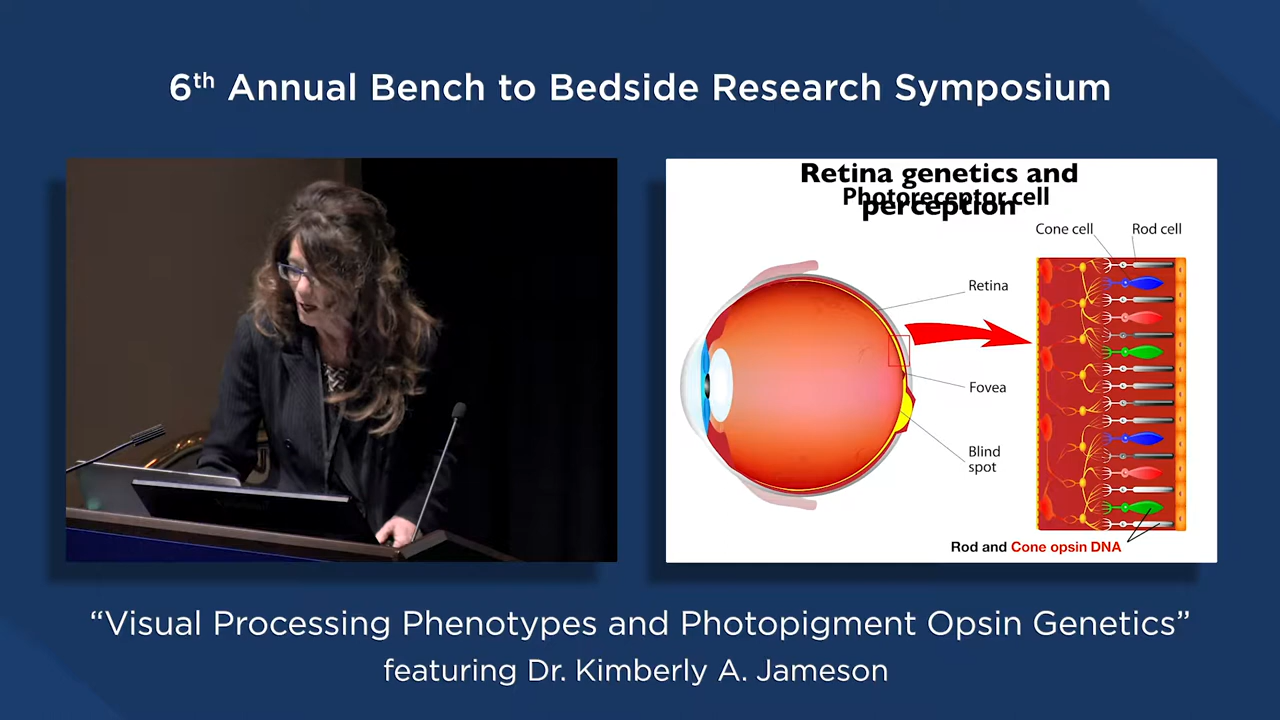 6th Annual Bench to Bedside Research Symposium
Retina genetics and
Photoreceptor cell
perception
Cone cell
Rod cell
Retina
Fovea
Blind
spot
Rod and Cone opsin DNA
“Visual Processing Phenotypes and Photopigment Opsin Genetics”
featuring Dr. Kimberly A. Jameson